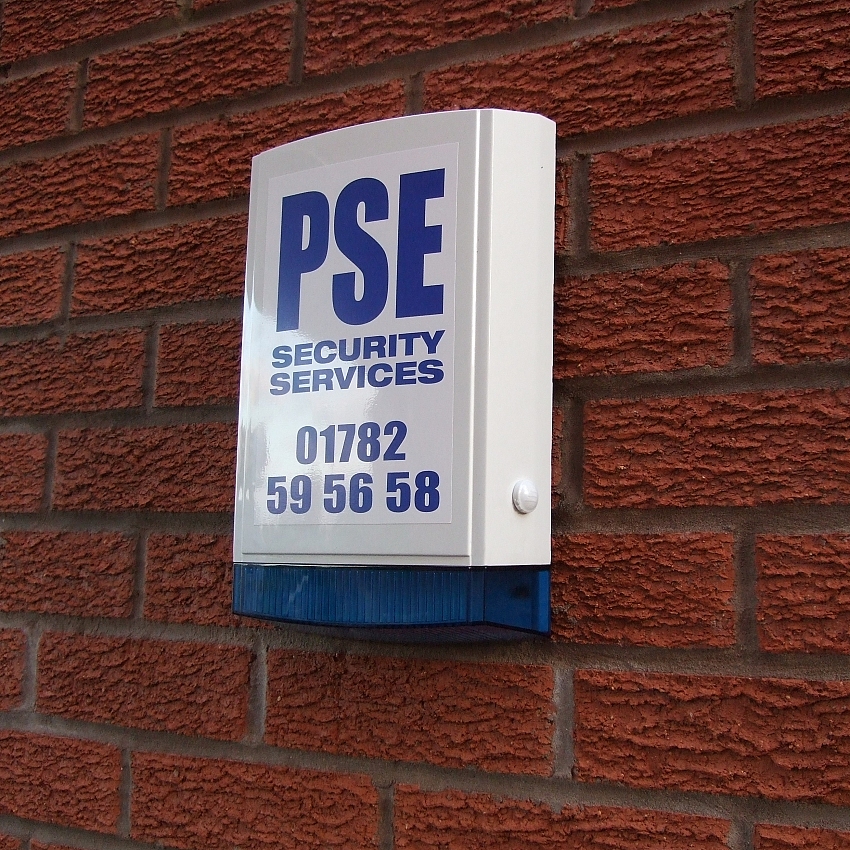 PSE
SECURITY
SERVICES
01782
59 56 58